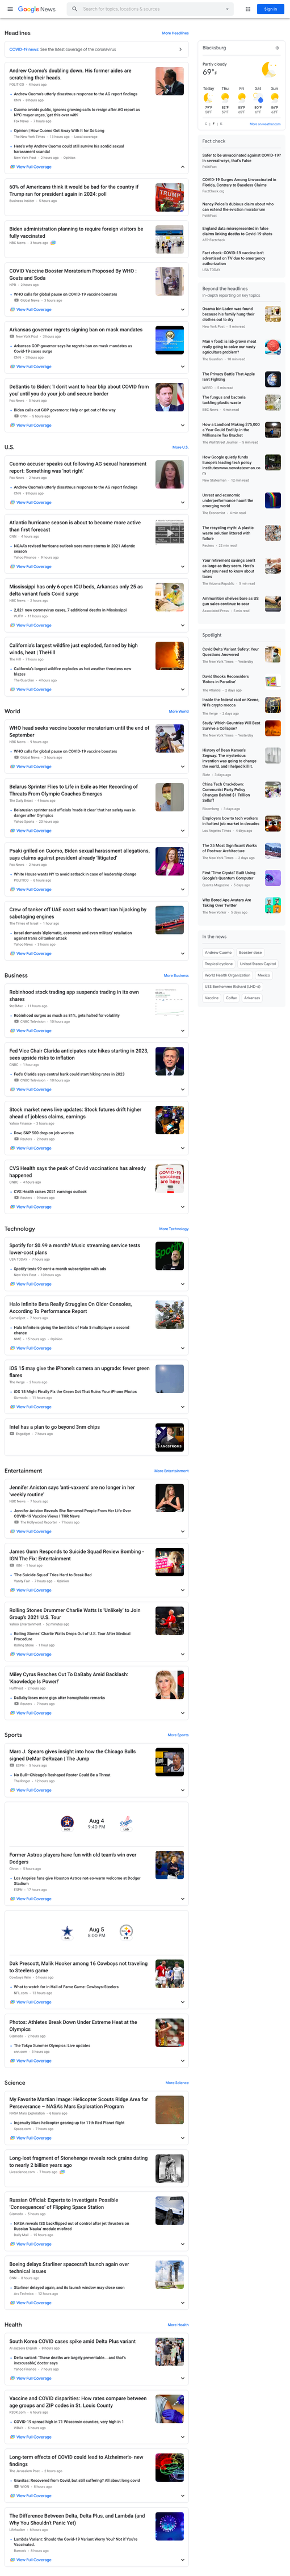 Google News
Search for topics, locations & sources
Sign in
Headlines
More Headlines
COVID-19 news: See the latest coverage of the coronavirus
Andrew Cuomo's doubling down. His former aides are
scratching their heads.
POLITICO · 4 hours ago
Andrew Cuomo's utterly disastrous response to the AG report findings
CNN · 8 hours ago
Cuomo avoids public, ignores growing calls to resign after AG report as
NYC mayor urges, 'get this over with'
Fox News · 7 hours ago
Opinion | How Cuomo Got Away With It for So Long
The New York Times · 10 hours ago · Local coverage
Here's why Andrew Cuomo could still survive his sordid sexual
harassment scandal
New York Post · 2 hours ago · Opinion
View Full Coverage
60% of Americans think it would be bad for the country if
Trump ran for president again in 2024: poll
Business Insider · 5 hours ago
Biden administration planning to require foreign visitors be
fully vaccinated
NBC News · 3 hours ago
COVID Vaccine Booster Moratorium Proposed By WHO :
Goats and Soda
NPR · 5 hours ago
WHO calls for global pause on COVID-19 vaccine boosters
Global News · 5 hours ago
View Full Coverage
Arkansas governor regrets signing ban on mask mandates
New York Post · 5 hours ago
Arkansas GOP governor says he regrets ban on mask mandates as
Covid-19 cases surge
CNN · 3 hours ago
View Full Coverage
DeSantis to Biden: 'I don't want to hear blip about COVID from
you' until you do your job and secure border
Fox News · 5 hours ago
Biden calls out GOP governors: Help or get out of the way
CNN · 5 hours ago
View Full Coverage
U.S.
More U.S.
Cuomo accuser speaks out following AG sexual harassment
report: Something was 'not right'
Fox News · 2 hours ago
Andrew Cuomo's utterly disastrous response to the AG report findings
CNN · 8 hours ago
View Full Coverage
Atlantic hurricane season is about to become more active
than first forecast
CNN · 4 hours ago
NOAA's revised hurricane outlook sees more storms in 2021 Atlantic
season
Yahoo Finance · 9 hours ago
View Full Coverage
Mississippi has only 6 open ICU beds, Arkansas only 25 as
delta variant fuels Covid surge
NBC News · 2 hours ago
2,821 new coronavirus cases, 7 additional deaths in Mississippi
View Full Coverage
California's largest wildfire just exploded, fanned by high
winds, heat | TheHill
The Hill · 7 hours ago
California's largest wildfire explodes as hot weather threatens new
blazes
The Guardian · 4 hours ago
View Full Coverage
World
More World
WHO head seeks vaccine booster moratorium until the end of
September
NBC News · 9 hours ago
WHO calls for global pause on COVID-19 vaccine boosters
Global News · 5 hours ago
View Full Coverage
Belarus Sprinter Flies to Life in Exile as Her Recording of
Threats From Olympic Coaches Emerges
The Daily Beast · 8 hours ago
Belarusian sprinter said officials 'made it clear' that her safety was in
danger after Olympics
View Full Coverage
Psaki grilled on Cuomo, Biden sexual harassment allegations,
says claims against president already 'litigated'
Fox News · 5 hours ago
White House wants NY to avoid setback in case of leadership change
POLITICO · 6 hours ago
View Full Coverage
Crew of tanker off UAE coast said to thwart Iran hijacking by
sabotaging engines
The Times of Israel · 1 hour ago
Israel demands 'diplomatic, economic and even military' retaliation
against Iran's oil tanker attack
Yahoo News · 5 hours ago
View Full Coverage
Business
More Business
Robinhood stock trading app suspends trading in its own
shares
9to5Mac · 11 hours ago
Robinhood surges as much as 81%, gets halted for volatility
CNBC Television · 10 hours ago
View Full Coverage
Fed Vice Chair Clarida anticipates rate hikes starting in 2023,
sees upside risks to inflation
CNBC · 1 hour ago
Fed's Clarida says central bank could start hiking rates in 2023
CNBC Television · 10 hours ago
View Full Coverage
Stock market news live updates: Stock futures drift higher
ahead of jobless claims, earnings
Yahoo Finance · 2 hours ago
Dow, S&P 500 drop on job worries
Reuters · 2 hours ago
View Full Coverage
CVS Health says the peak of Covid vaccinations has already
happened
CNBC · 8 hours ago
CVS Health raises 2021 earnings outlook
Reuters · 8 hours ago
View Full Coverage
Technology
More Technology
Spotify for $0.99 a month? Music streaming service tests
lower-cost plans
USA TODAY · 7 hours ago
Spotify tests 99-cent-a-month subscription with ads
New York Post · 10 hours ago
View Full Coverage
Halo Infinite Beta Really Struggles On Older Consoles,
According To Performance Report
GameSpot · 7 hours ago
Halo Infinite is giving the best bits of Halo 5 multiplayer a second
chance
View Full Coverage
iOS 15 may give the iPhone's camera an upgrade: fewer green
flares
The Verge · 2 hours ago
iOS 15 Might Finally Fix the Green Dot That Ruins Your iPhone Photos
Gizmodo · 11 hours ago
View Full Coverage
Intel has a plan to go beyond 3nm chips
Engadget · 7 hours ago
Entertainment
More Entertainment
Jennifer Aniston says 'anti-vaxxers' are no longer in her
'weekly routine'
NBC News · 7 hours ago
Jennifer Aniston Reveals She Removed People From Her Life Over
COVID-19 Vaccine Views I THR News
The Hollywood Reporter · 7 hours ago
View Full Coverage
James Gunn Responds to Suicide Squad Review Bombing -
IGN The Fix: Entertainment
IGN · 1 hour ago
'The Suicide Squad' Tries Hard to Break Bad
Vanity Fair · 7 hours ago · Opinion
View Full Coverage
Rolling Stones Drummer Charlie Watts Is 'Unlikely' to Join
Group's 2021 U.S. Tour
Yahoo Entertainment · 36 minutes ago
Rolling Stones' Charlie Watts Drops Out of U.S. Tour After Medical
Procedure
Rolling Stone · 1 hour ago
View Full Coverage
Miley Cyrus Reaches Out To DaBaby Amid Backlash:
'Knowledge Is Power!'
HuffPost · 2 hours ago
DaBaby loses more gigs after homophobic remarks
Reuters · 7 hours ago
View Full Coverage
Sports
More Sports
Marc J. Spears gives insight into how the Chicago Bulls
signed DeMar DeRozan | The Jump
ESPN · 5 hours ago
No Bull—Chicago's Reshaped Roster Could Be a Threat
The Ringer · 12 hours ago
View Full Coverage
Aug 4
9:40 PM
HOU
LAD
Former Astros players have fun with old team's win over
Dodgers
Chron · 5 hours ago
Los Angeles fans give Houston Astros not-so-warm welcome at Dodger
Stadium
ESPN · 17 hours ago
View Full Coverage
Aug 5
8:00 PM
DAL
PIT
Dak Prescott, Malik Hooker among 16 Cowboys not traveling
to Steelers game
Cowboys Wire · 6 hours ago
What to watch for in Hall of Fame Game: Cowboys-Steelers
NFL.com · 12 hours ago
View Full Coverage
Photos: Athletes Break Down Under Extreme Heat at the
Olympics
Gizmodo · 2 hours ago
The Tokyo Summer Olympics: Live updates
cnn.com · 3 hours ago
View Full Coverage
Science
More Science
My Favorite Martian Image: Helicopter Scouts Ridge Area for
Perseverance – NASA's Mars Exploration Program
NASA Mars Exploration · 6 hours ago
Ingenuity Mars helicopter gearing up for 11th Red Planet flight
Space.com · 7 hours ago
View Full Coverage
Long-lost fragment of Stonehenge reveals rock grains dating
to nearly 2 billion years ago
Livescience.com · 7 hours ago
Russian Official: Experts to Investigate Possible
'Consequences' of Flipping Space Station
Gizmodo · 5 hours ago
NASA reveals ISS backflipped out of control after jet thrusters on
Russian 'Nauka' module misfired
Daily Mail · 10 hours ago
View Full Coverage
Boeing delays Starliner spacecraft launch again over
technical issues
CNN · 8 hours ago
Starliner delayed again, and its launch window may close soon
Ars Technica · 12 hours ago
View Full Coverage
Health
More Health
South Korea COVID cases spike amid Delta Plus variant
Al Jazeera English · 9 hours ago
Delta variant: 'These deaths are largely preventable... and that's
inexcusable,' doctor says
Yahoo Finance · 7 hours ago
View Full Coverage
Vaccine and COVID disparities: How rates compare between
age groups and ZIP codes in St. Louis County
KSDK.com · 6 hours ago
COVID-19 spread high in 71 Wisconsin counties, very high in 1
WBAY · 6 hours ago
View Full Coverage
Long-term effects of COVID could lead to Alzheimer's- new
findings
The Jerusalem Post · 2 hours ago
Gravitas: Recovered from Covid, but still suffering? All about long covid
WION · 8 hours ago
View Full Coverage
The Difference Between Delta, Delta Plus, and Lambda (and
Why You Shouldn't Panic Yet)
Lifehacker · 6 hours ago
Lambda Variant: Should the Covid-19 Variant Worry You? Not If You're
Vaccinated.
Barron's · 8 hours ago
View Full Coverage
Blacksburg
Partly cloudy
69°F
Today Thu Fri Sat Sun
C | F | K
More on weather.com
Fact check
Safer to be unvaccinated against COVID-19?
In several ways, that's False
PolitiFact
COVID-19 Surges Among Unvaccinated in
Florida, Contrary to Baseless Claims
FactCheck.org
Nancy Pelosi's dubious claim about who
can extend the eviction moratorium
PolitiFact
England data misrepresented in false
claims linking deaths to Covid-19 shots
AFP Factcheck
Fact check: COVID-19 vaccine isn't
advertised on TV due to emergency
authorization
USA TODAY
Beyond the headlines
In-depth reporting on key topics
Osama bin Laden was found
because his family hung their
clothes out to dry
New York Post · 5 min read
Moo v food: is lab-grown meat
really going to solve our nasty
agriculture problem?
The Guardian · 16 min read
The Privacy Battle That Apple
Isn't Fighting
WIRED · 5 min read
The fungus and bacteria
tackling plastic waste
BBC News · 4 min read
How a Landlord Making $75,000
a Year Could End Up in the
Millionaire Tax Bracket
The Wall Street Journal · 5 min read
How Google quietly funds
Europe's leading tech policy
institutes
New Statesman · 13 min read
Unrest and economic
underperformance haunt the
emerging world
The Economist · 9 min read
The recycling myth: A plastic
waste solution littered with
failure
Reuters · 23 min read
Your retirement savings aren't
as large as they seem. Here's
what you need to know about
taxes
The Arizona Republic · 5 min read
Ammunition shelves bare as US
gun sales continue to soar
Associated Press · 5 min read
Spotlight
Covid Delta Variant Safety: Your
Questions Answered
The New York Times · Yesterday
David Brooks Reconsiders
'Bobos in Paradise'
The Atlantic · 2 days ago
Inside the federal raid on Keene,
NH's crypto mecca
The Verge · 2 days ago
Study: Which Countries Will Best
Survive a Collapse?
The New York Times · Yesterday
History of Dean Kamen's
Segway: The mysterious
invention was going to change
the world, and I helped kill it.
Slate · 3 days ago
China Tech Crackdown:
Communist Party Policy
Changes Behind $1 Trillion
Selloff
Bloomberg · 2 days ago
Employers bow to tech workers
in hottest job market in decades
Los Angeles Times · 4 days ago
The 25 Most Significant Works
of Postwar Architecture
The New York Times · 2 days ago
First 'Time Crystal' Built Using
Google's Quantum Computer
Quanta Magazine · 5 days ago
Why Bored Ape Avatars Are
Taking Over Twitter
The New Yorker · 5 days ago
In the news
Andrew Cuomo
Booster dose
Tropical cyclone
United States Capitol
World Health Organization
Mexico
USS Bonhomme Richard (LHD-6)
Vaccine
Colfax
Arkansas